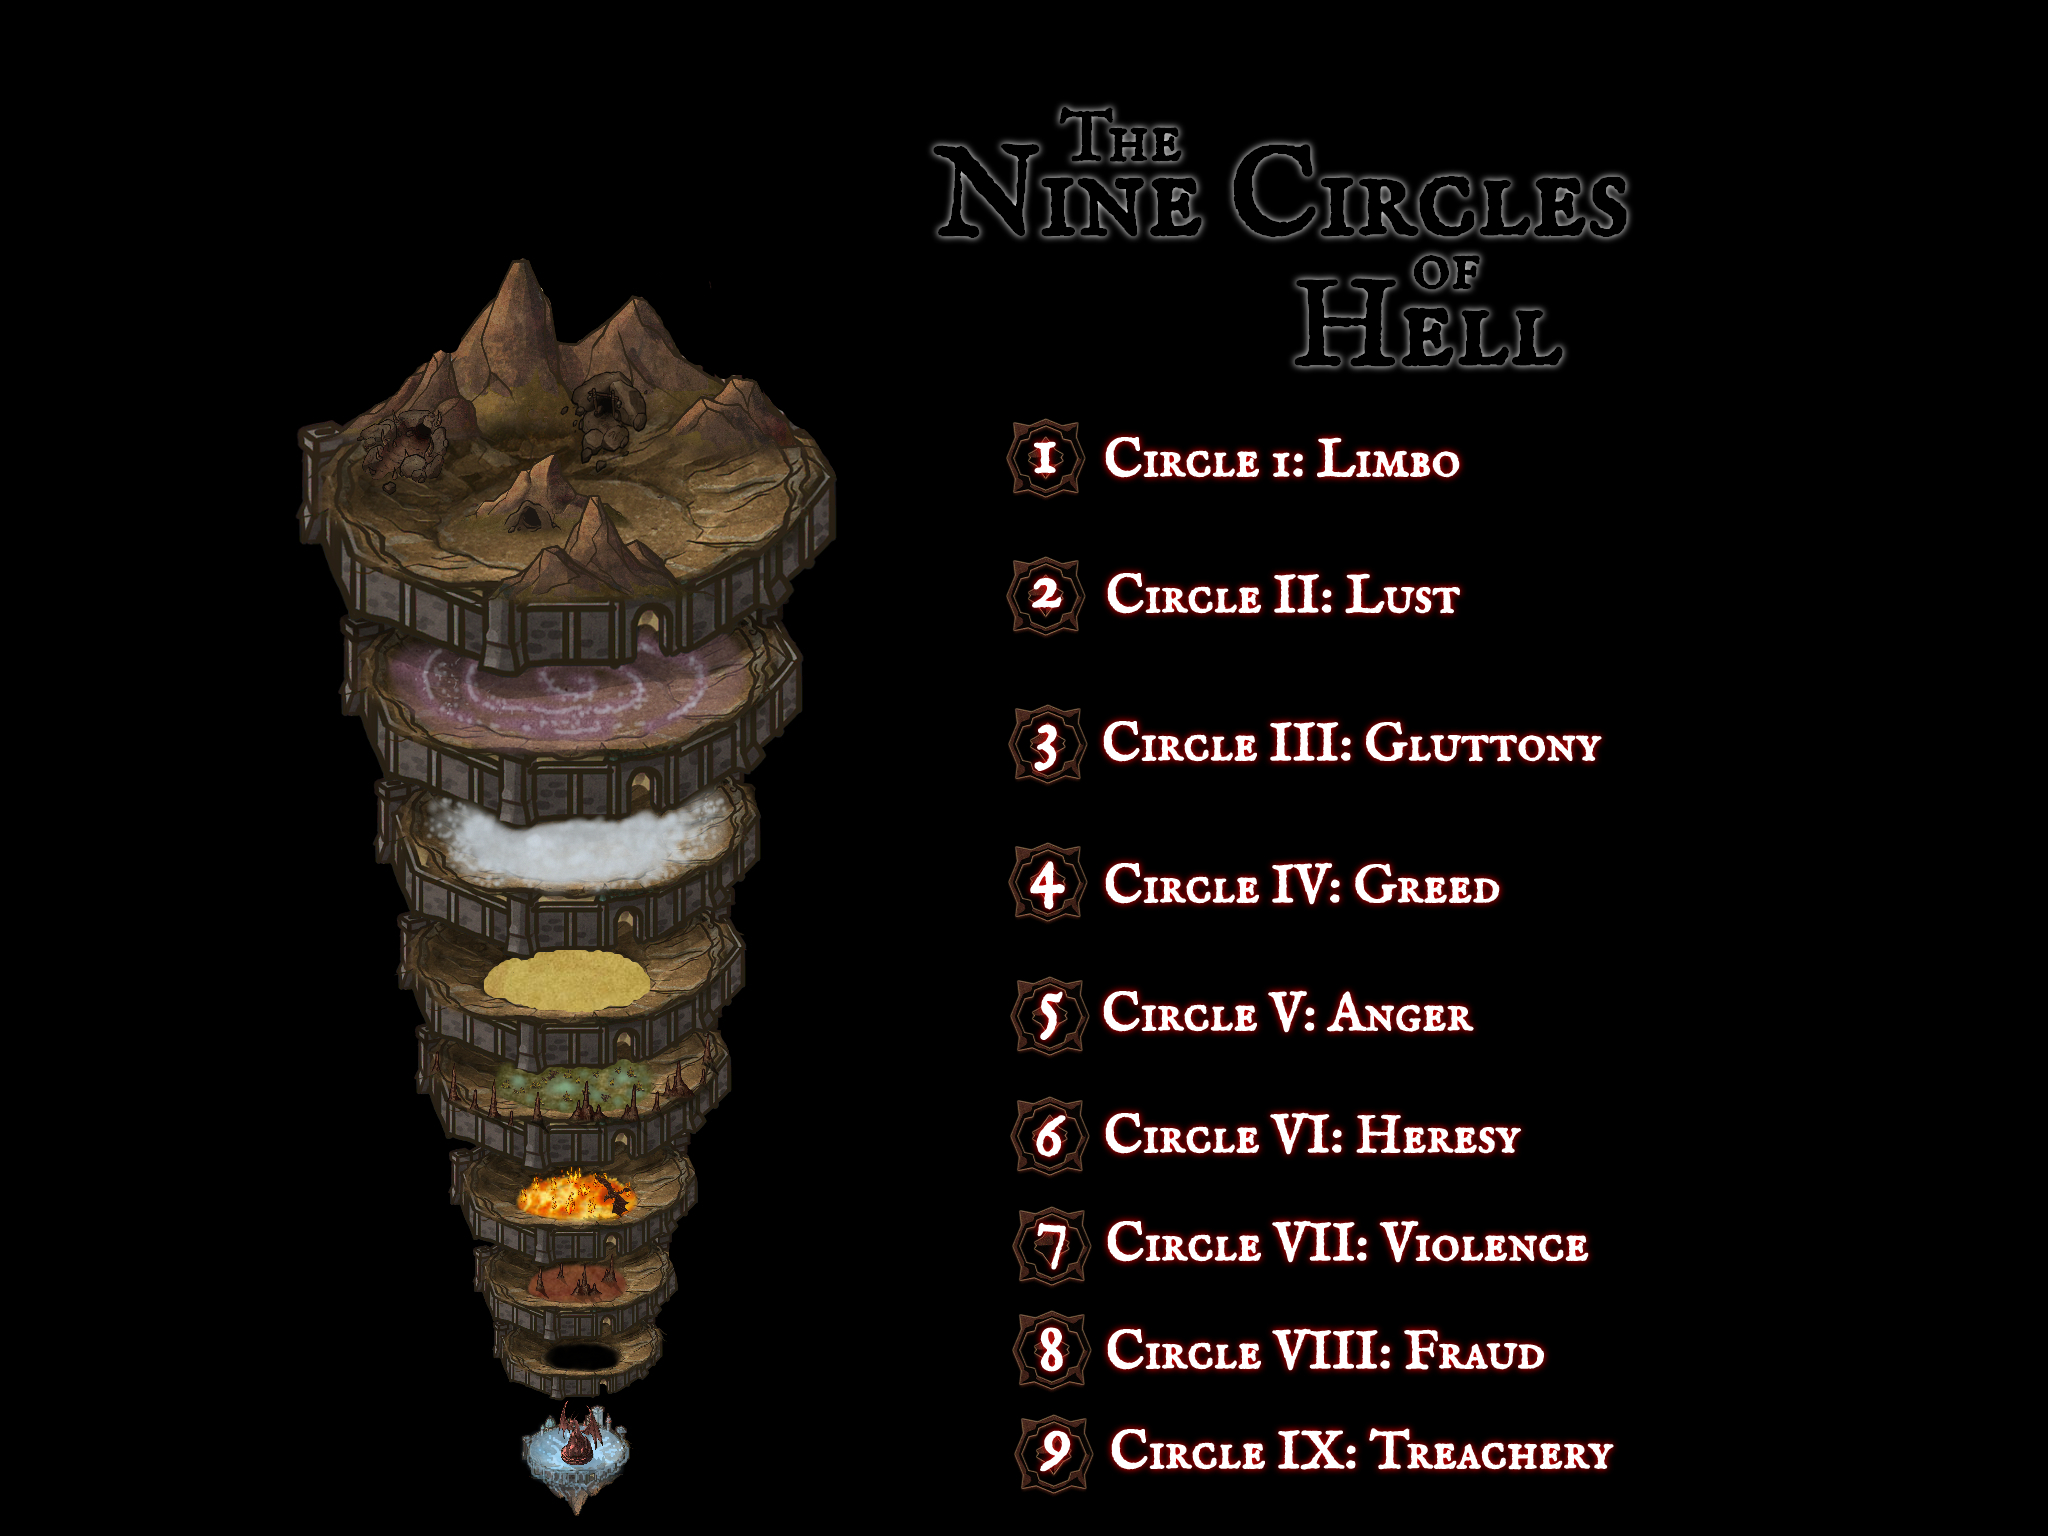 The
Nine Circles
of
Hell
1 Circle 1: Limbo
2 Circle II: Lust
3 Circle III: Gluttony
4 Circle IV: Greed
5 Circle V: Anger
6 Circle VI: Heresy
7 Circle VII: Violence
8 Circle VIII: Fraud
9 Circle IX: Treachery